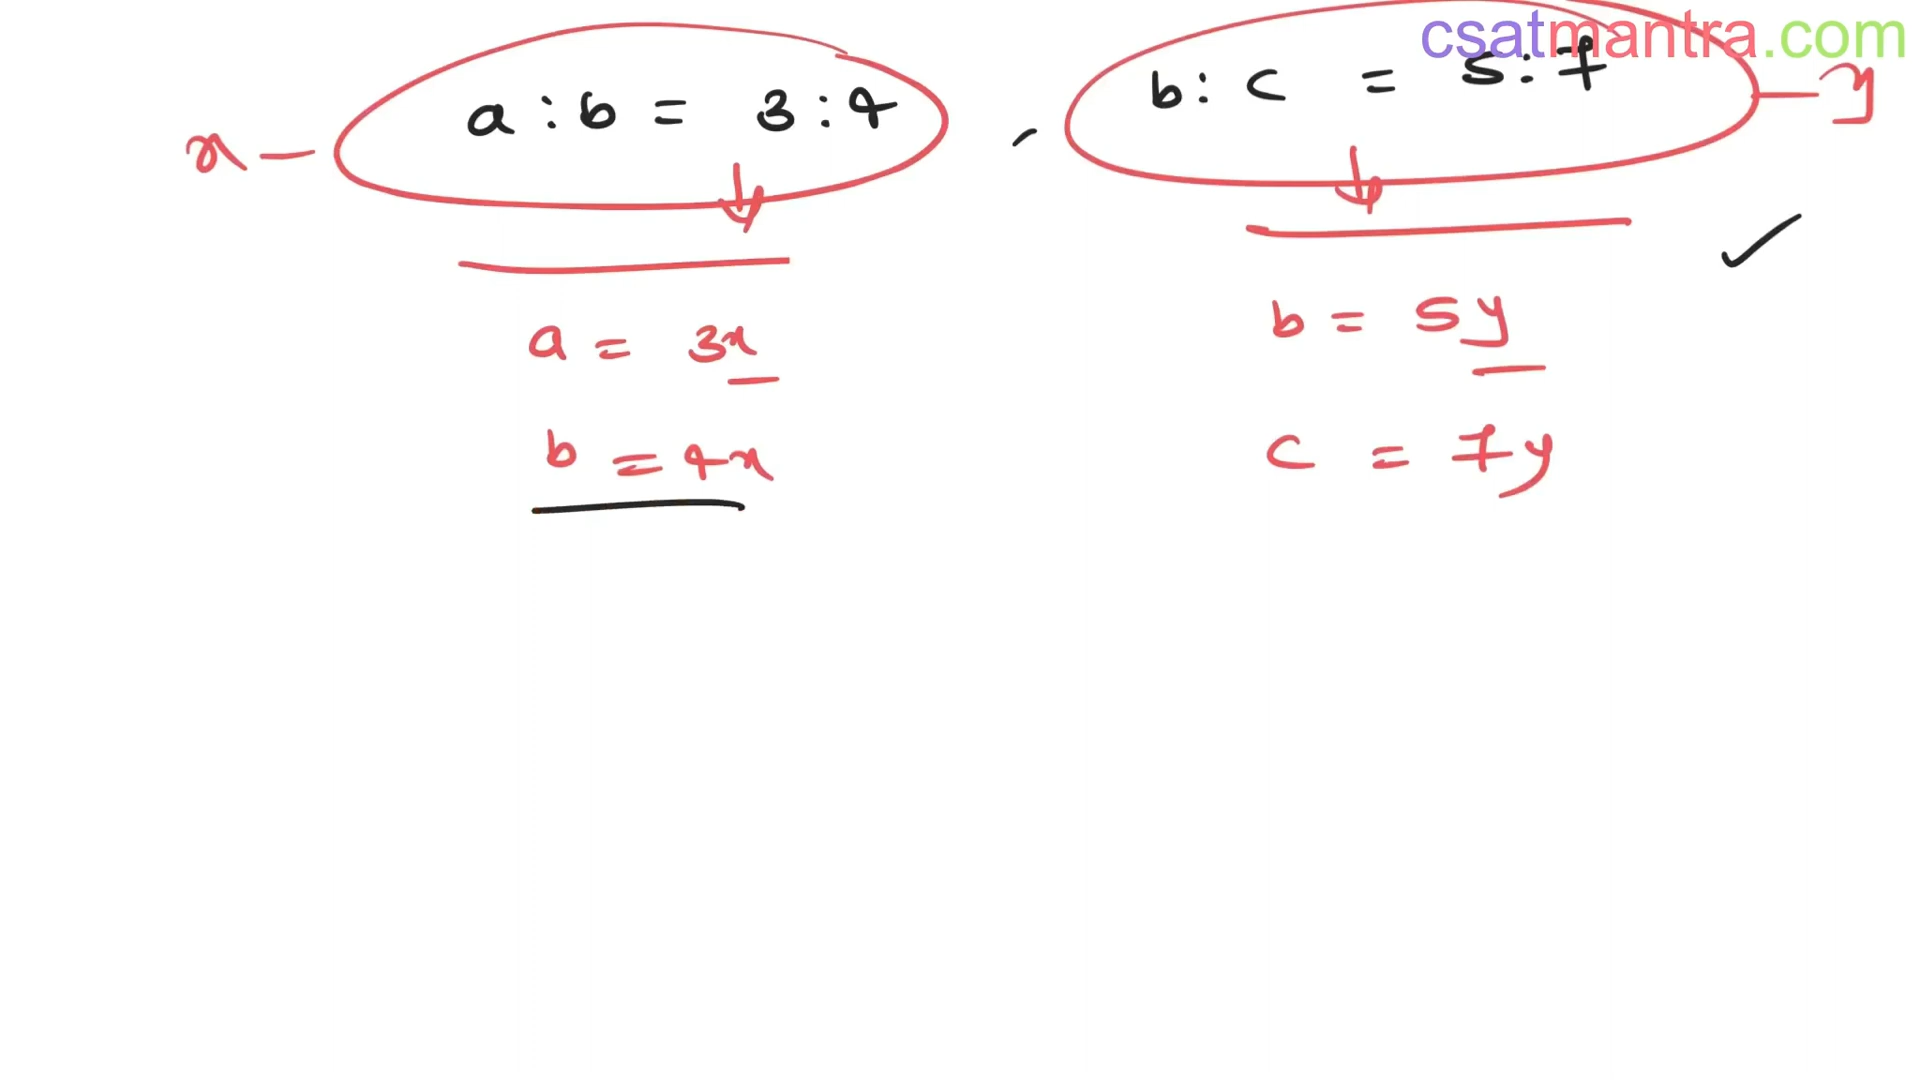 csatmantra.com
a : b = 3 : 4 , b : c = 5 : 7
x — — y
a = 3x b = 5y
b = 4x c = 7y